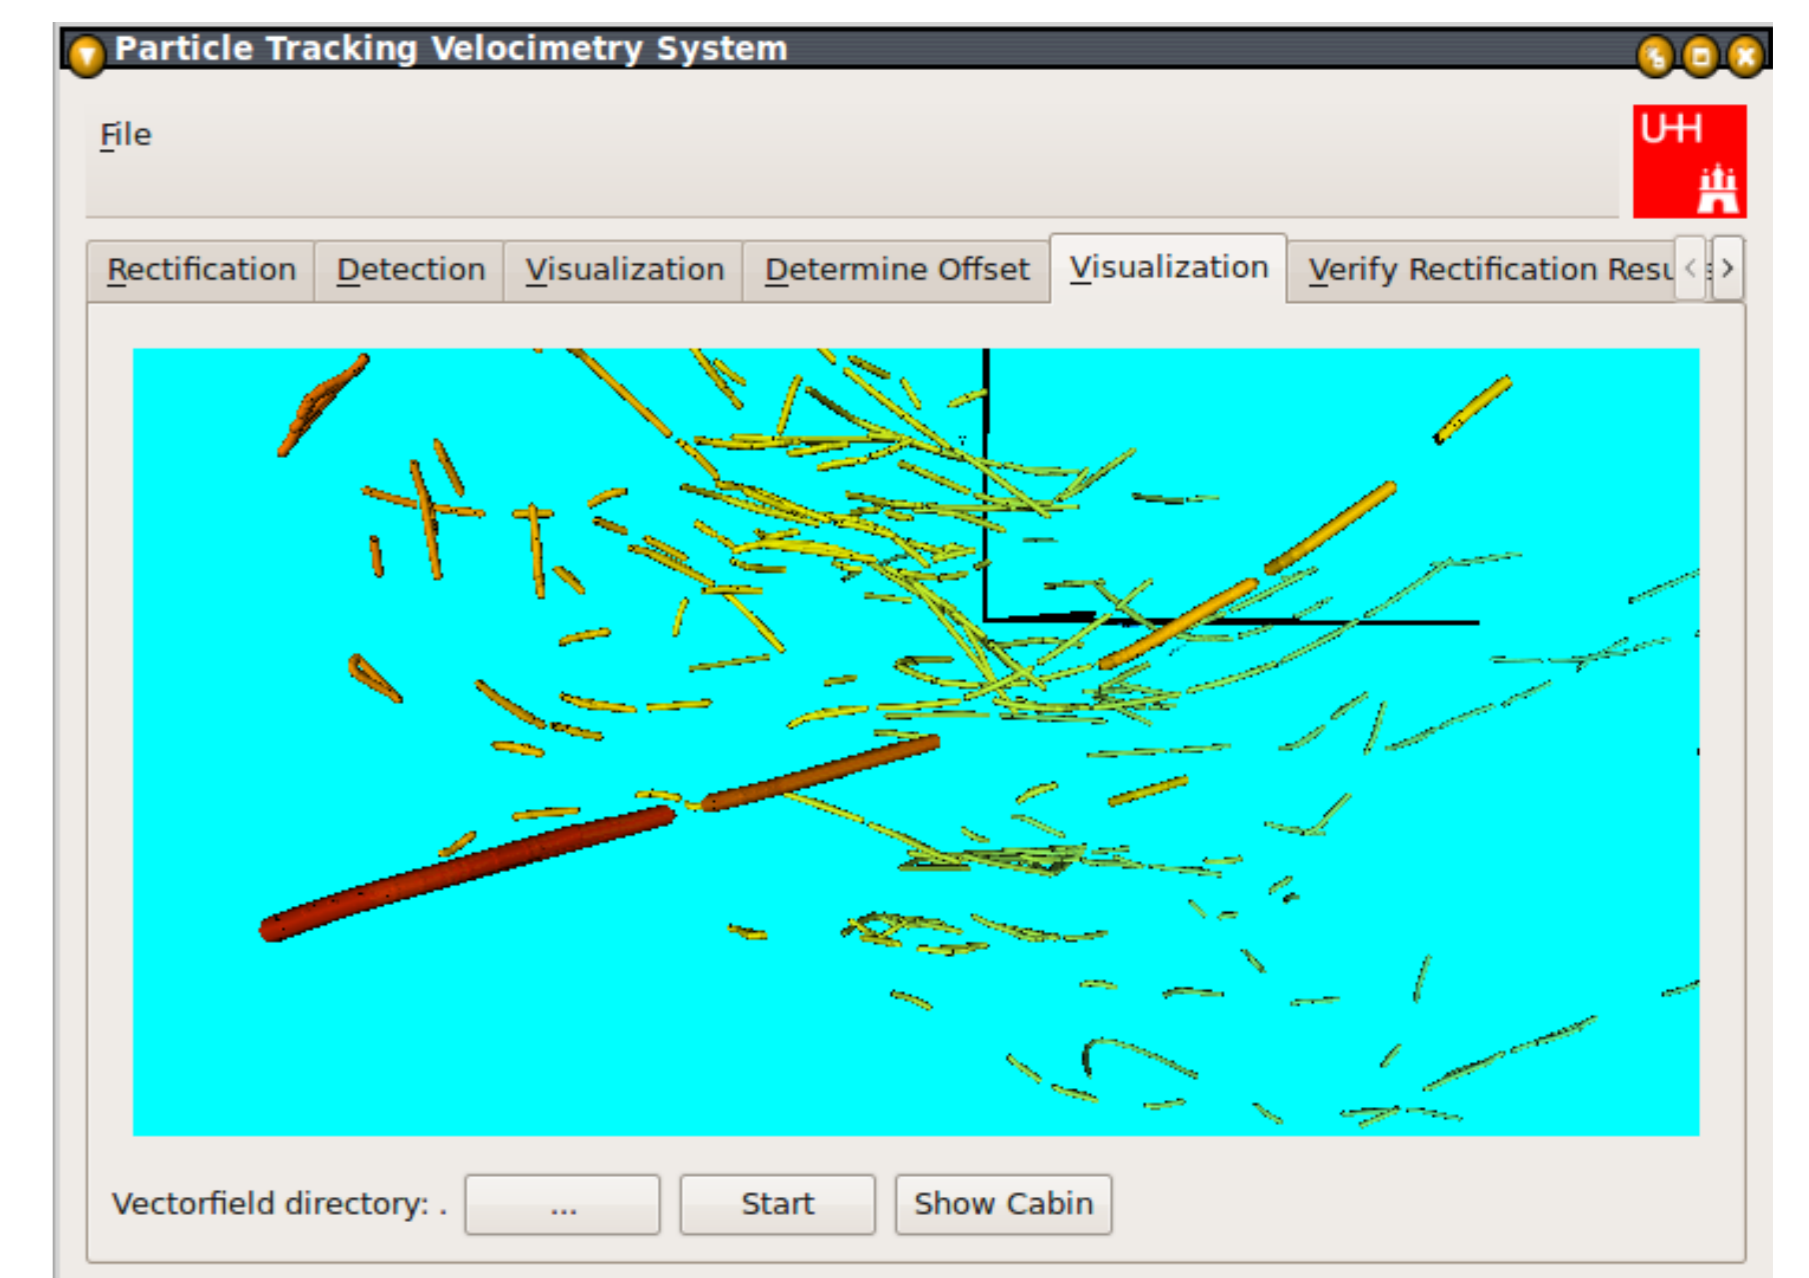 Particle Tracking Velocimetry System
File
UHH
Rectification Detection Visualization Determine Offset Visualization Verify Rectification
Vectorfield directory: . ... Start Show Cabin